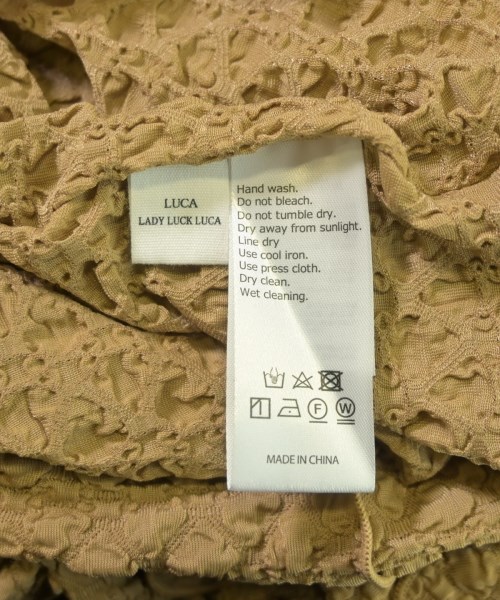 LUCA
LADY LUCK LUCA
Hand wash.
Do not bleach.
Do not tumble dry.
Dry away from sunlight.
Line dry
Use cool iron.
Use press cloth.
Dry clean.
Wet cleaning.
F W
MADE IN CHINA